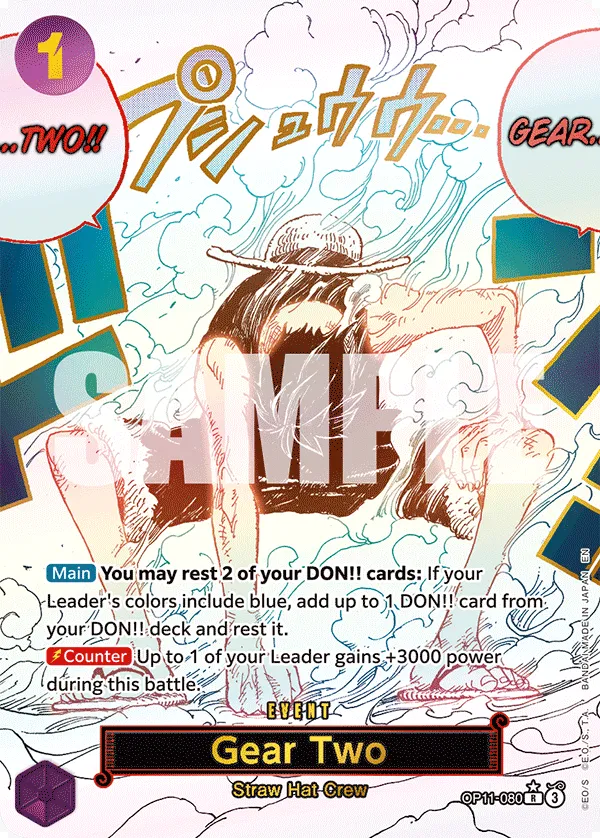 1
..TWO!!
プシュウウ...
GEAR..
SAMPLE
Main You may rest 2 of your DON!! cards: If your
Leader's colors include blue, add up to 1 DON!! card from
your DON!! deck and rest it.
Counter Up to 1 of your Leader gains +3000 power
during this battle.
EVENT
Gear Two
Straw Hat Crew
OP11-080 R 3
©E.O/S ©E.O./S.,T.A. BANDAI MADE IN JAPAN EN